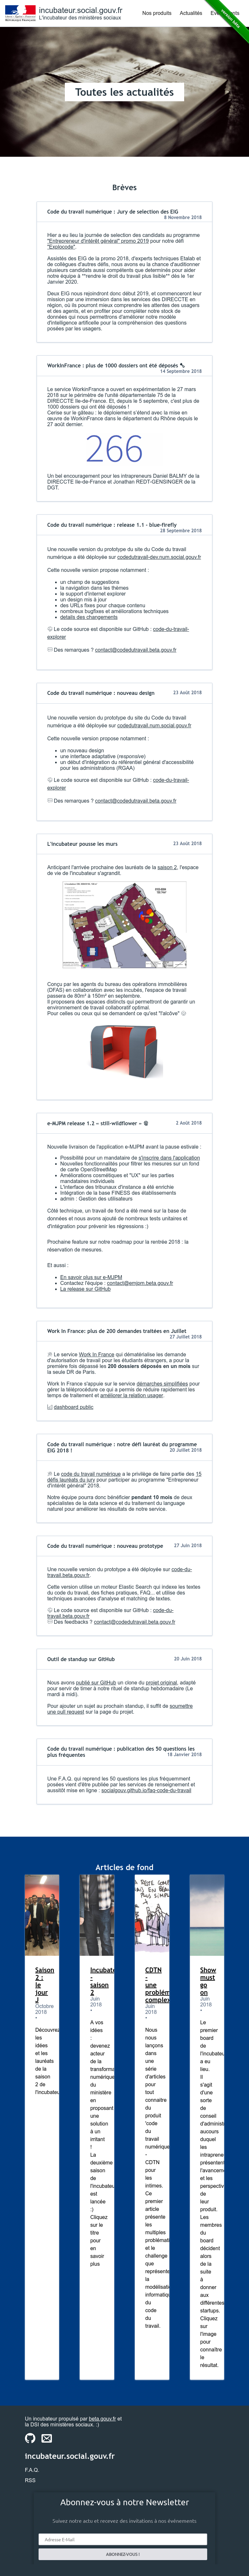 RÉPUBLIQUE FRANÇAISE
incubateur.social.gouv.fr
L'incubateur des ministères sociaux
Nos produits
Actualités
Toutes les actualités
Brèves
Code du travail numérique : Jury de selection des EIG
8 Novembre 2018
Hier a eu lieu la journée de selection des candidats au programme
"Entrepreneur d'intérêt général" promo 2019 pour notre défi
"Explocode".
Assistés des EIG de la promo 2018, d'experts techniques Etalab et
de collègues d'autres défis, nous avons eu la chance d'auditionner
plusieurs candidats aussi compétents que determinés pour aider
notre équipe à **rendre le droit du travail plus lisible** dès le 1er
Janvier 2020.
Deux EIG nous rejoindront donc début 2019, et commenceront leur
mission par une immersion dans les services des DIRECCTE en
région, où ils pourront mieux comprendre les attentes des usagers
et des agents, et en profiter pour compléter notre stock de
données qui nous permettrons d'améliorer notre modèle
d'intelligence artificielle pour la compréhension des questions
posées par les usagers.
WorkInFrance : plus de 1000 dossiers ont été déposés
14 Septembre 2018
Le service WorkinFrance a ouvert en expérimentation le 27 mars
2018 sur le périmètre de l'unité départementale 75 de la
DIRECCTE Ile-de-France. Et, depuis le 5 septembre, c'est plus de
1000 dossiers qui ont été déposés !
Cerise sur le gâteau : le déploiement s'étend avec la mise en
oeuvre de WorkinFrance dans le département du Rhône depuis le
27 août dernier.
266
Un bel encouragement pour les intrapreneurs Daniel BALMY de la
DIRECCTE Ile-de-France et Jonathan REDT-GENSINGER de la
DGT.
Code du travail numérique : release 1.1 - blue-firefly
28 Septembre 2018
Une nouvelle version de prototype du site du Code du travail
numérique a été déployée sur codedutravail-dev.num.social.gouv.fr
Cette nouvelle version propose notamment :
un champ de suggestions
la navigation dans les thèmes
le support d'internet explorer
un design mis à jour
des URLs fixes pour chaque contenu
nombreux bugfixes et améliorations techniques
details des changements
Le code source est disponible sur GitHub : code-du-travail-
explorer
Des remarques ? contact@codedutravail.beta.gouv.fr
Code du travail numérique : nouveau design
23 Août 2018
Une nouvelle version de prototype du site du Code du travail
numérique a été déployée sur codedutravail.num.social.gouv.fr
Cette nouvelle version propose notamment :
un nouveau design
une interface adaptative (responsive)
un début d'intégration du référentiel général d'accessibilité
pour les administrations (RGAA)
Le code source est disponible sur GitHub : code-du-travail-
explorer
Des remarques ? contact@codedutravail.beta.gouv.fr
L'Incubateur pousse les murs
23 Août 2018
Anticipant l'arrivée prochaine des lauréats de la saison 2, l'espace
de vie de l'incubateur s'agrandit.
Conçu par les agents du bureau des opérations immobilières
(DFAS) en collaboration avec les incubés, l'espace de travail
passera de 80m² à 150m² en septembre.
Il proposera des espaces distincts qui permettront de garantir un
environnement de travail collaboratif optimal.
Pour celles ou ceux qui se demandent ce qu'est "l'alcôve"
e-MJPM release 1.2 « still-wildflower »
2 Août 2018
Nouvelle livraison de l'application e-MJPM avant la pause estivale :
Possibilité pour un mandataire de s'inscrire dans l'application
Nouvelles fonctionnalités pour filtrer les mesures sur un fond
de carte OpenStreetMap
Améliorations cosmétiques et "UX" sur les parties
mandataires individuels
L'interface des tribunaux d'instance a été enrichie
Intégration de la base FINESS des établissements
admin : Gestion des utilisateurs
Côté technique, un travail de fond a été mené sur la base de
données et nous avons ajouté de nombreux tests unitaires et
d'intégration pour prévenir les régressions :)
Prochaine feature sur notre roadmap pour la rentrée 2018 : la
réservation de mesures.
Et aussi :
En savoir plus sur e-MJPM
Contactez l'équipe : contact@emjpm.beta.gouv.fr
La release sur GitHub
Work In France: plus de 200 demandes traitées en Juillet
27 Juillet 2018
Le service Work In France qui dématérialise les demande
d'autorisation de travail pour les étudiants étrangers, a pour la
première fois dépassé les 200 dossiers déposés en un mois sur
la seule DR de Paris.
Work In France s'appuie sur le service démarches simplifiées pour
gérer la téléprocédure ce qui a permis de réduire rapidement les
temps de traitement et améliorer la relation usager.
dashboard public
Code du travail numérique : notre défi lauréat du programme
EIG 2018 !
20 Juillet 2018
Le code du travail numérique a le privilège de faire partie des 15
défis lauréats du jury pour participer au programme "Entrepreneur
d'intérêt général" 2018.
Notre équipe pourra donc bénéficier pendant 10 mois de deux
spécialistes de la data science et du traitement du language
naturel pour améliorer les résultats de notre service.
Code du travail numérique : nouveau prototype
27 Juin 2018
Une nouvelle version du prototype a été déployée sur code-du-
travail.beta.gouv.fr.
Cette version utilise un moteur Elastic Search qui indexe les textes
du code du travail, des fiches pratiques, FAQ... et utilise des
techniques avancées d'analyse et matching de textes.
Le code source est disponible sur GitHub : code-du-
travail.beta.gouv.fr
Des feedbacks ? contact@codedutravail.beta.gouv.fr
Outil de standup sur GitHub
20 Juin 2018
Nous avons publié sur GitHub un clone du projet original, adapté
pour servir de timer à notre rituel de standup hebdomadaire (Le
mardi à midi).
Pour ajouter un sujet au prochain standup, il suffit de soumettre
une pull request sur la page du projet.
Code du travail numérique : publication des 50 questions les
plus fréquentes
18 Janvier 2018
Une F.A.Q. qui reprend les 50 questions les plus fréquemment
posées vient d'être publiée par les services de renseignement et
aussitôt mise en ligne : socialgouv.github.io/faq-code-du-travail
Articles de fond
Saison
2 :
le
jour
J
Octobre
2018
Découvrez
les
idées
et les
lauréats
de la
saison
2 de
l'incubateur
-
saison
2
Juin
2018
A vos
idées
:
devenez
acteur
de la
numérique
du
ministère
en
proposant
une
solution
à un
irritant
!
La
deuxième
saison
de
est
lancée
:)
Cliquez
sur le
titre
pour
en
savoir
plus
CDTN
-
une
Juin
2018
Nous
nous
lançons
dans
une
série
d'articles
pour
tout
connaitre
du
produit
'code
du
travail
numérique'
-
CDTN
pour
les
intimes.
Ce
premier
article
présente
les
multiples
et le
challenge
que
du
code
du
travail.
Show
must
go
on
Juin
2018
Le
premier
board
de
a eu
lieu.
Il
s'agit
d'une
sorte
de
conseil
aucours
duquel
les
et les
de
leur
produit.
Les
membres
du
board
décident
alors
de la
suite
à
donner
aux
différentes
startups.
Cliquez
sur
l'image
pour
connaître
le
résultat.
Un incubateur propulsé par beta.gouv.fr et
la DSI des ministères sociaux. :)
incubateur.social.gouv.fr
F.A.Q.
RSS
Abonnez-vous à notre Newsletter
Suivez notre actu et recevez des invitations à nos événements
Adresse E-Mail
ABONNEZ-VOUS !